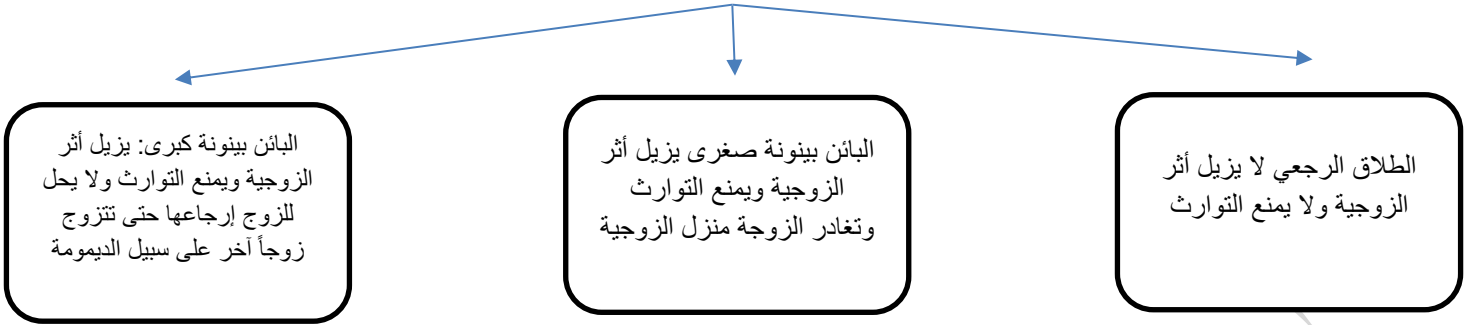 الطلاق الرجعي لا يزيل أثر
الزوجية ولا يمنع التوارث
البائن بينونة صغرى يزيل أثر
الزوجية ويمنع التوارث
وتغادر الزوجة منزل الزوجية
البائن بينونة كبرى: يزيل أثر
الزوجية ويمنع التوارث ولا يحل
للزوج إرجاعها حتى تتزوج
زوجاً آخر على سبيل الديمومة